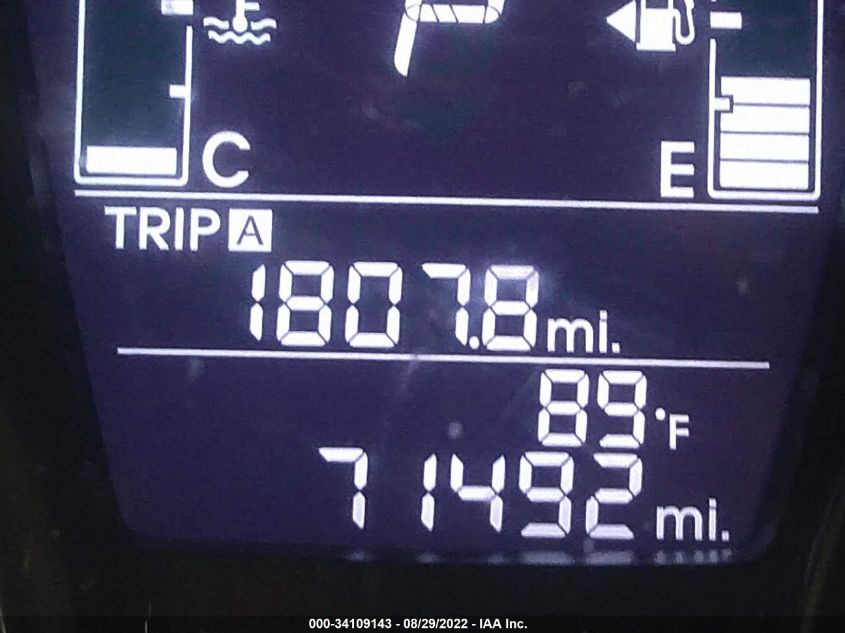 P
C
E
TRIP A
1807.8 mi.
89°F
71492 mi.
000-34109143 - 08/29/2022 - IAA Inc.